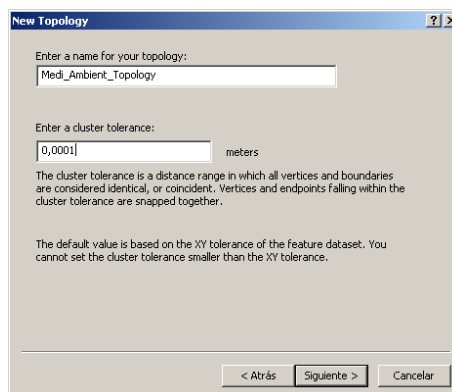 New Topology
Enter a name for your topology:
Medi_Ambient_Topology
Enter a cluster tolerance:
0,0001
meters
The cluster tolerance is a distance range in which all vertices and boundaries
are considered identical, or coincident. Vertices and endpoints falling within the
cluster tolerance are snapped together.
The default value is based on the XY tolerance of the feature dataset. You
cannot set the cluster tolerance smaller than the XY tolerance.
< Atrás
Siguiente >
Cancelar